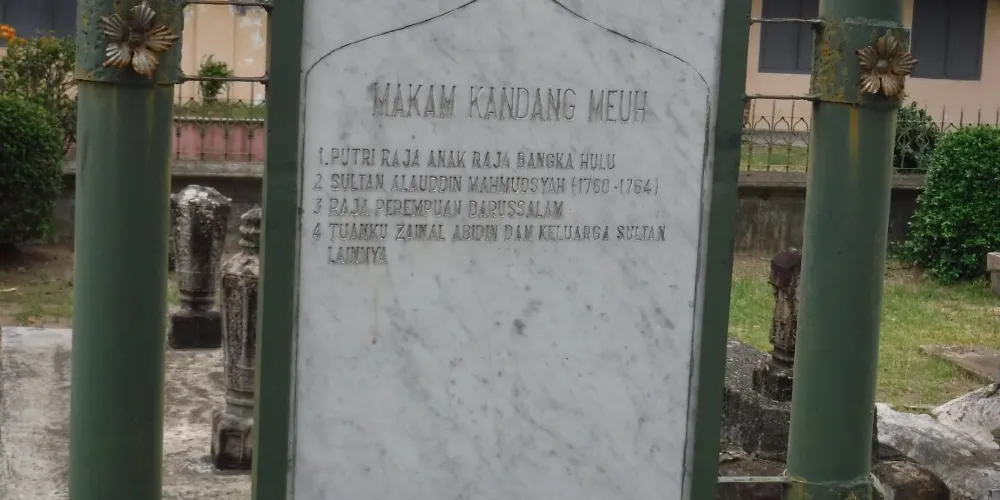 MAKAM KANDANG MEUH
1. PUTRI RAJA ANAK RAJA BANGKA HULU
2 SULTAN ALAUDDIN MAHMUDSYAH (1760-1764)
3 RAJA PEREMPUAN DARUSSALAM
4 TUANKU ZAINAL ABIDIN DAN KELUARGA SULTAN
LAINNYA